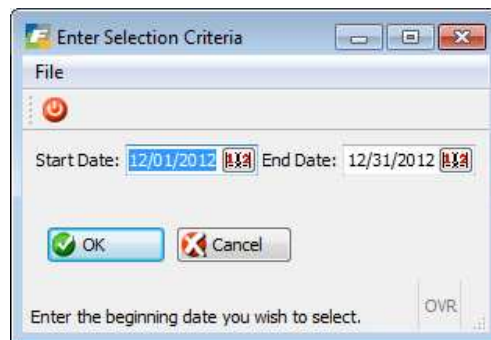 Enter Selection Criteria
File
Start Date: 12/01/2012 End Date: 12/31/2012
OK Cancel
Enter the beginning date you wish to select. OVR